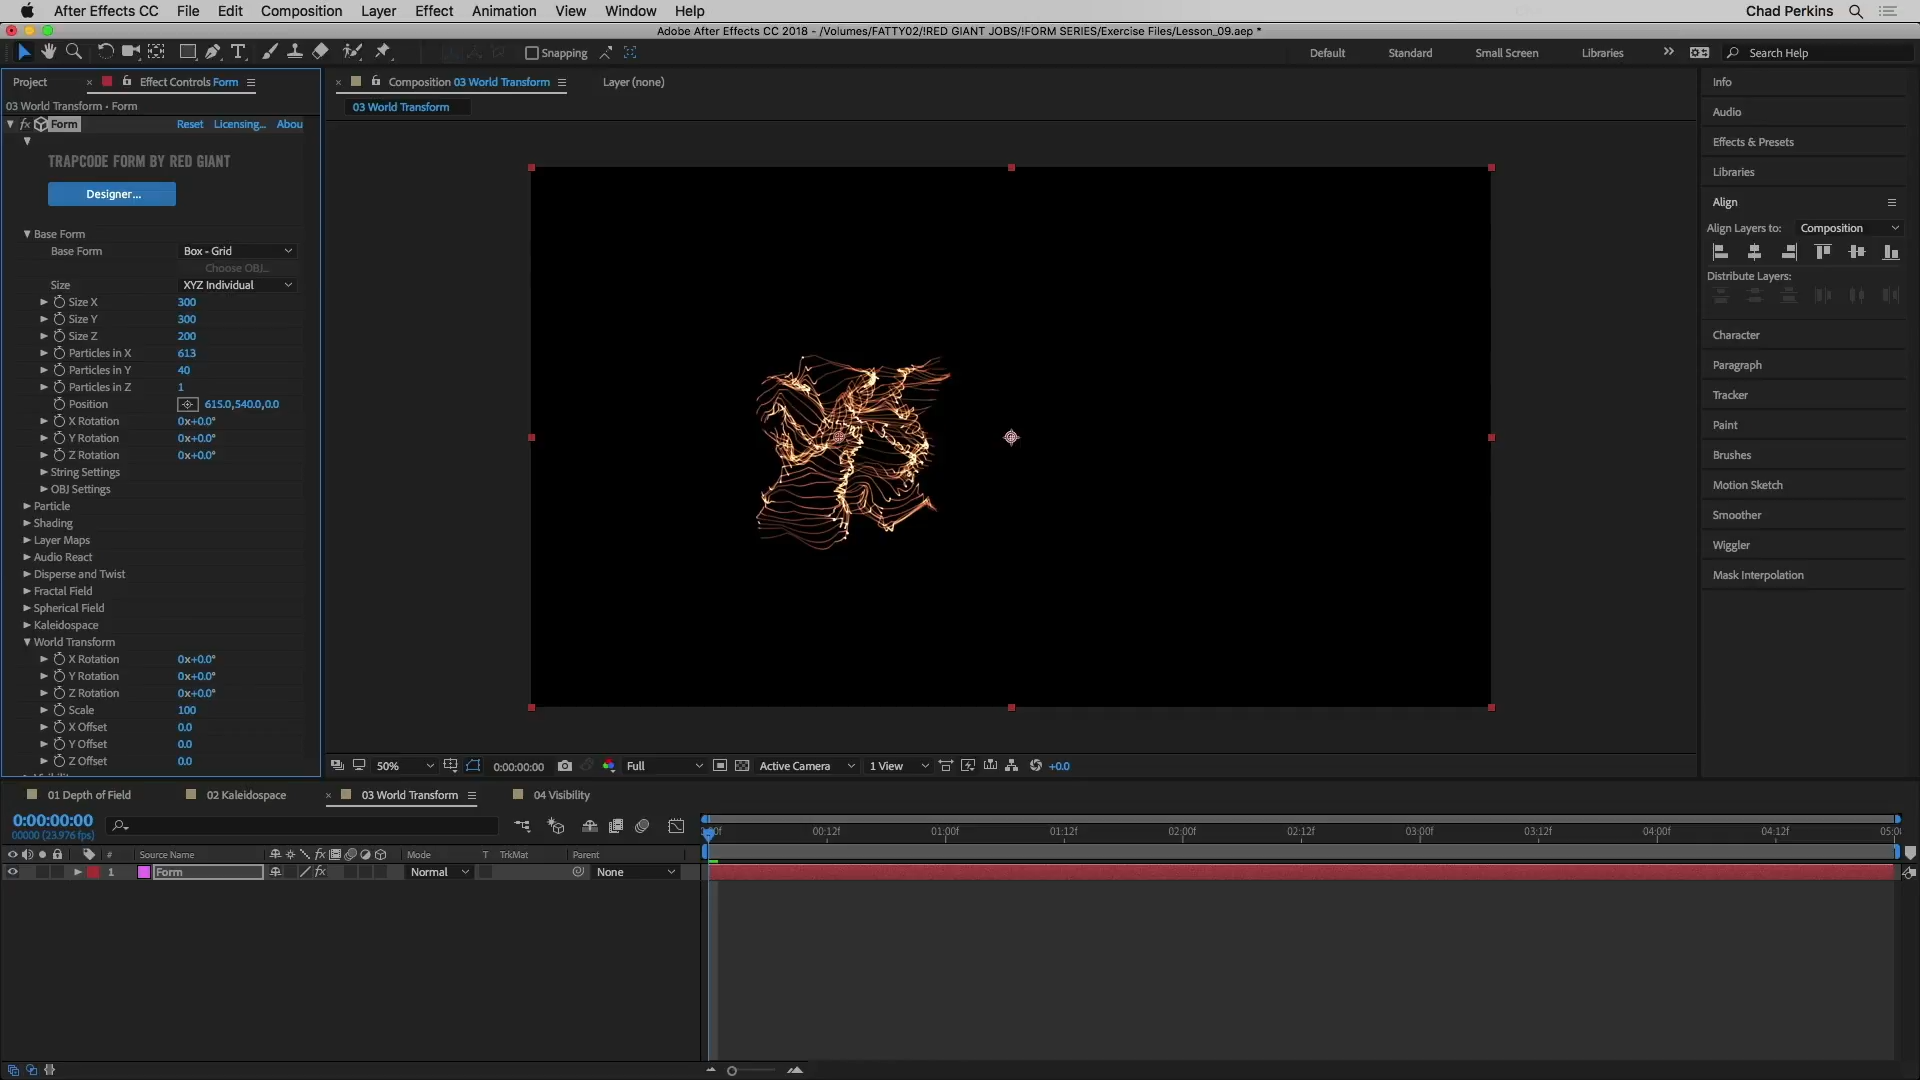 After Effects CC File Edit Composition Layer Effect Animation View Window Help Chad Perkins
Adobe After Effects CC 2018 - /Volumes/FATTY02/!RED GIANT JOBS/!FORM SERIES/Exercise Files/Lesson_09.aep *
Snapping Default Standard Small Screen Libraries Search Help
Project Effect Controls Form
03 World Transform • Form
fx Form Reset Licensing... Abou
TRAPCODE FORM BY RED GIANT
Designer...
Base Form
Base Form Box - Grid
Choose OBJ...
Size XYZ Individual
Size X 300
Size Y 300
Size Z 200
Particles in X 613
Particles in Y 40
Particles in Z 1
Position 615.0,540.0,0.0
X Rotation 0x+0.0°
Y Rotation 0x+0.0°
Z Rotation 0x+0.0°
String Settings
OBJ Settings
Particle
Shading
Layer Maps
Audio React
Disperse and Twist
Fractal Field
Spherical Field
Kaleidospace
World Transform
X Rotation 0x+0.0°
Y Rotation 0x+0.0°
Z Rotation 0x+0.0°
Scale 100
X Offset 0.0
Y Offset 0.0
Z Offset 0.0
Composition 03 World Transform Layer (none)
03 World Transform
50% 0:00:00:00 Full Active Camera 1 View +0.0
Info
Audio
Effects & Presets
Libraries
Align
Align Layers to: Composition
Distribute Layers:
Character
Paragraph
Tracker
Paint
Brushes
Motion Sketch
Smoother
Wiggler
Mask Interpolation
01 Depth of Field 02 Kaleidospace 03 World Transform 04 Visibility
0:00:00:00
00000 (23.976 fps)
00:12f 01:00f 01:12f 02:00f 02:12f 03:00f 03:12f 04:00f 04:12f
# Source Name fx Mode T TrkMat Parent
1 Form fx Normal None